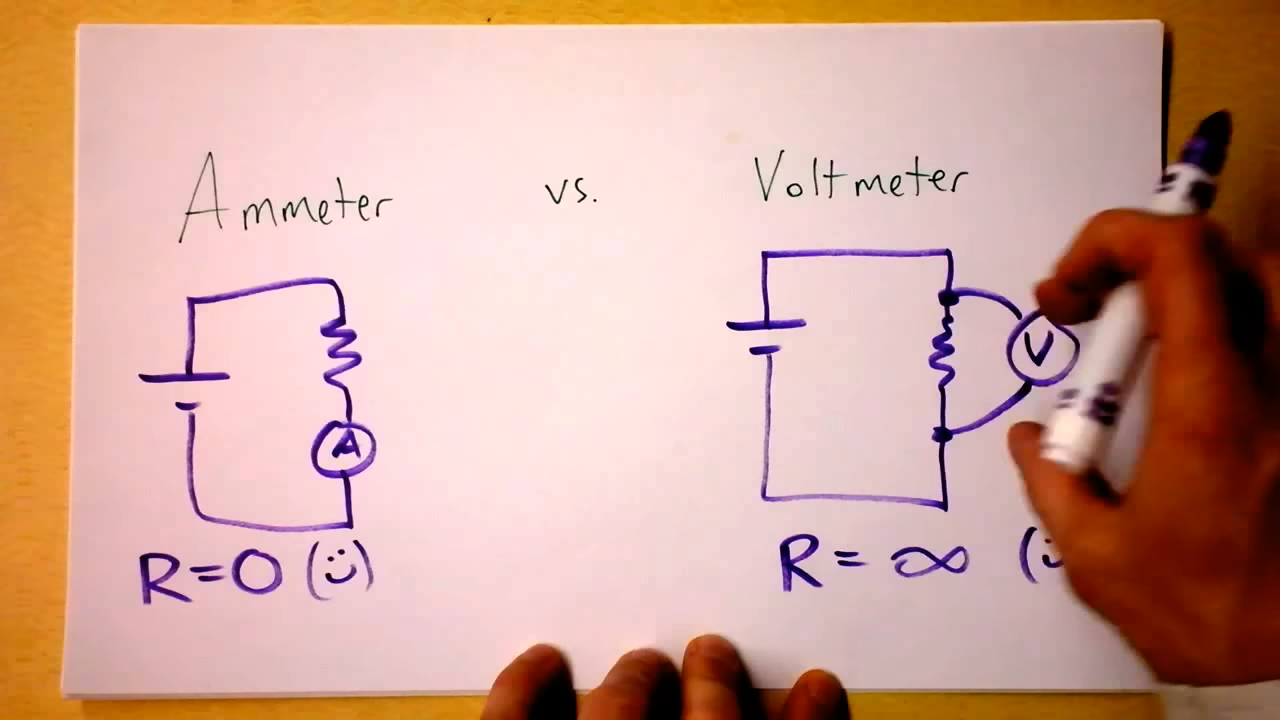 Ammeter vs. Voltmeter
A
V
R=0 (:)
R=∞ (: